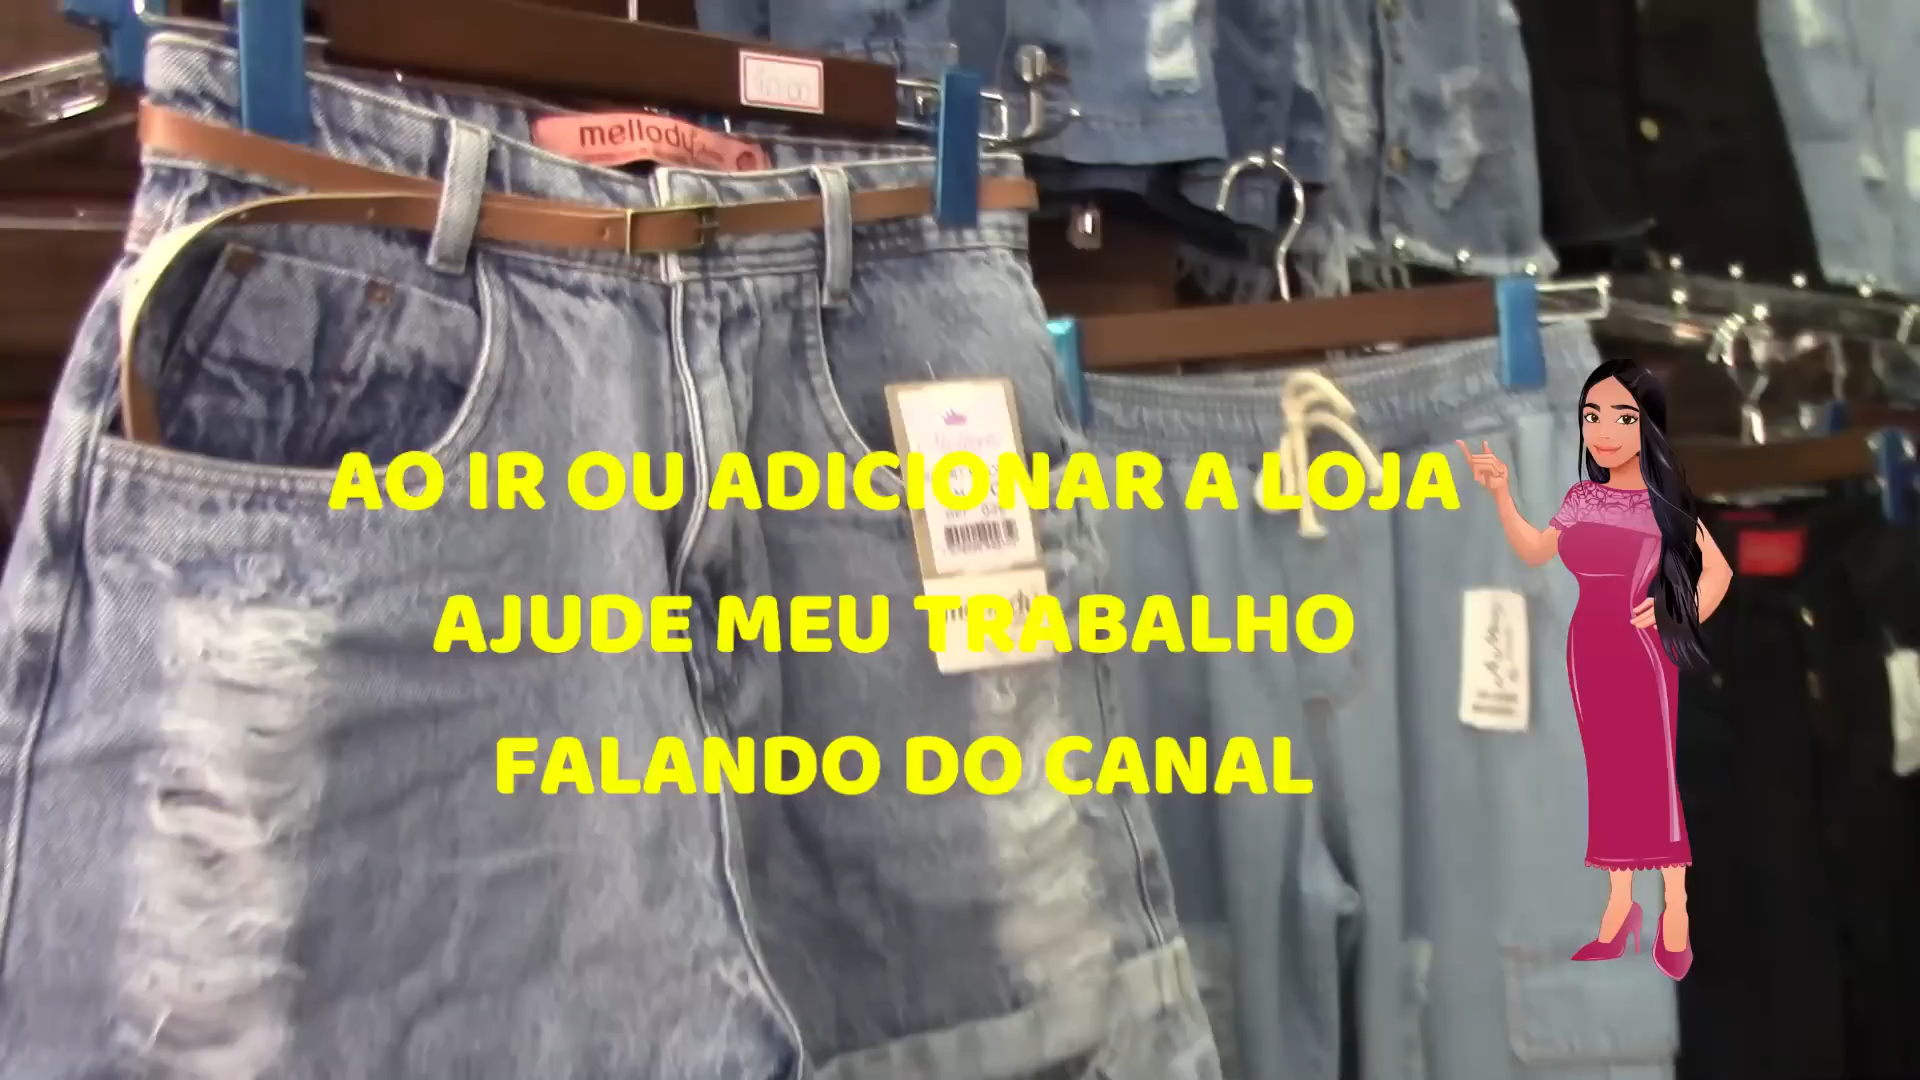 mellody
AO IR OU ADICIONAR A LOJA
AJUDE MEU TRABALHO
FALANDO DO CANAL